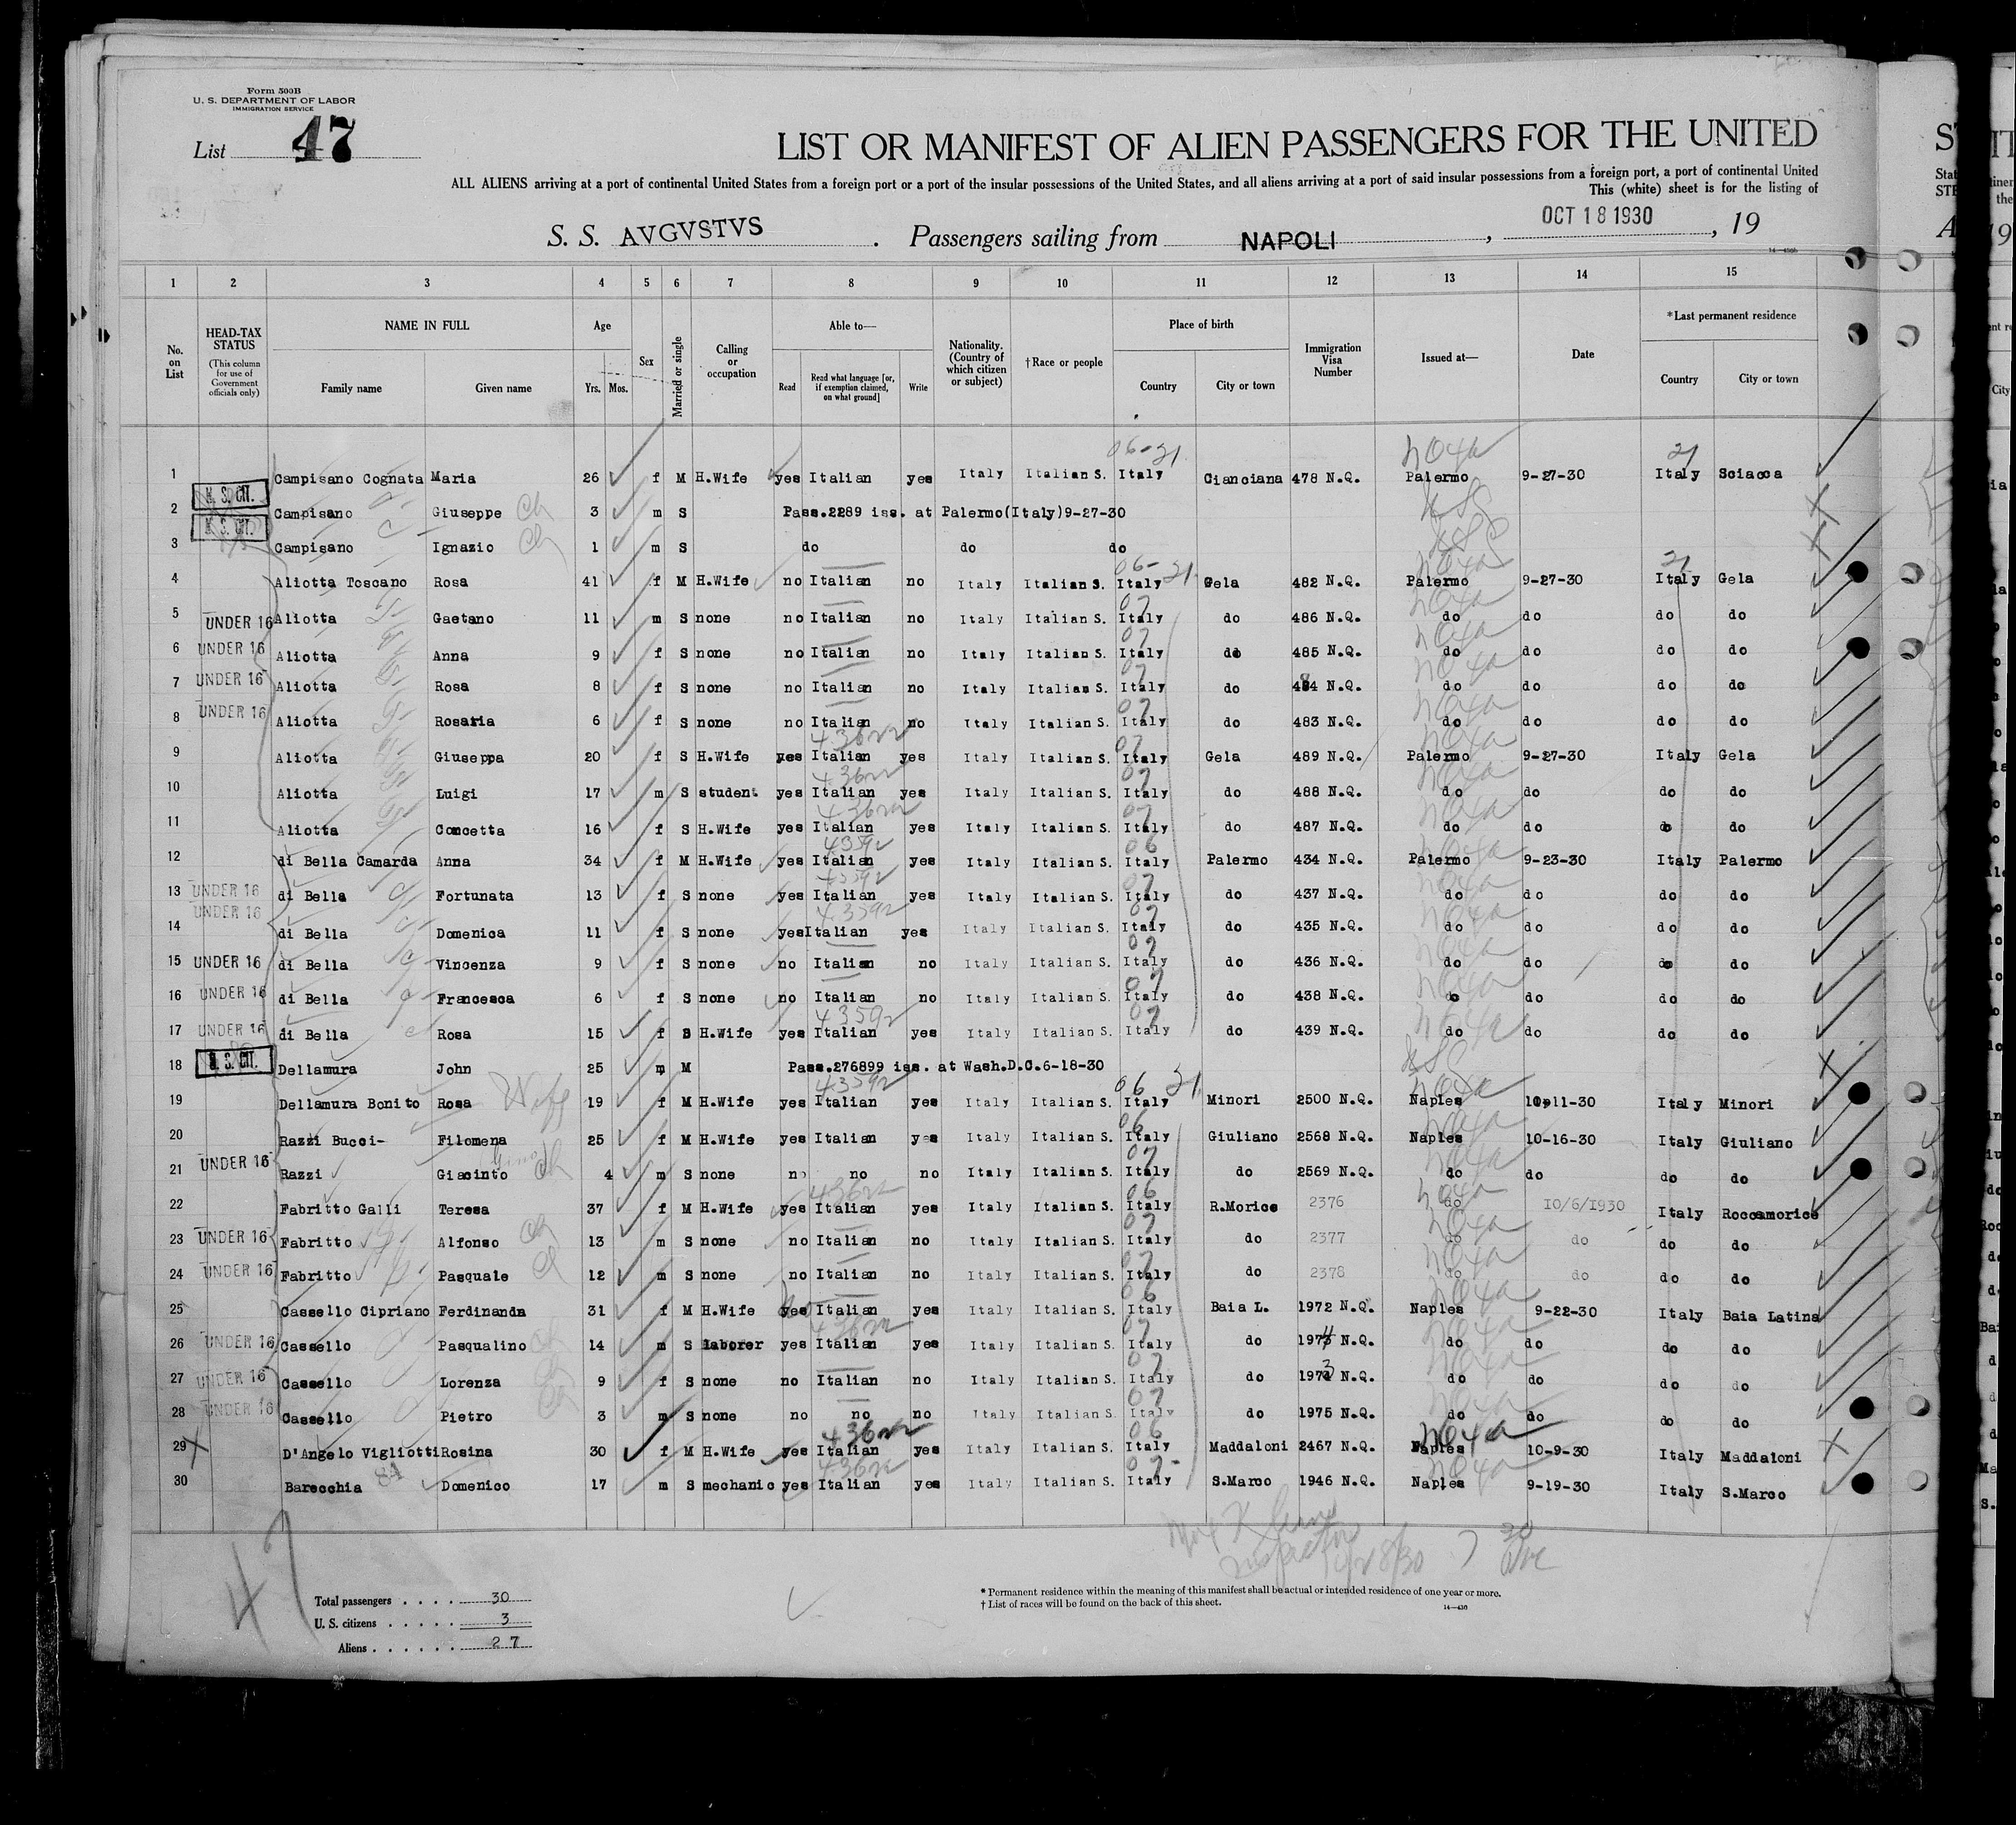 Form 500B
U. S. DEPARTMENT OF LABOR
IMMIGRATION SERVICE
List 47
LIST OR MANIFEST OF ALIEN PASSENGERS FOR THE UNITED
ALL ALIENS arriving at a port of continental United States from a foreign port or a port of the insular possessions of the United States, and all aliens arriving at a port of said insular possessions from a foreign port, a port of continental United
This (white) sheet is for the listing of
S. S. AVGVSTVS . Passengers sailing from NAPOLI , OCT 18 1930 , 19
1 2 3 4 5 6 7 8 9 10 11 12 13 14 15
No. on List
HEAD-TAX STATUS (This column for use of Government officials only)
NAME IN FULL Family name Given name
Age Yrs. Mos.
Sex
Married or single
Calling or occupation
Able to— Read Read what language [or, if exemption claimed, on what ground] Write
Nationality. (Country of which citizen or subject)
†Race or people
Place of birth Country City or town
Immigration Visa Number
Issued at—
Date
*Last permanent residence Country City or town
1 Campisano Cognata Maria 26 f M H.Wife yes Italian yes Italy Italian S. Italy Cianciana 478 N.Q. Palermo 9-27-30 Italy Sciacca
2 U. S. CIT. Campisano Giuseppe 3 m S Pass.2289 iss. at Palermo(Italy)9-27-30
3 U. S. CIT. Campisano Ignazio 1 m S do do do
4 Aliotta Toscano Rosa 41 f M H.Wife no Italian no Italy Italian S. Italy Gela 482 N.Q. Palermo 9-27-30 Italy Gela
5 UNDER 16 Aliotta Gaetano 11 m S none no Italian no Italy Italian S. Italy do 486 N.Q. do do do do
6 UNDER 16 Aliotta Anna 9 f S none no Italian no Italy Italian S. Italy do 485 N.Q. do do do do
7 UNDER 16 Aliotta Rosa 8 f S none no Italian no Italy Italian S. Italy do 484 N.Q. do do do do
8 UNDER 16 Aliotta Rosaria 6 f S none no Italian no Italy Italian S. Italy do 483 N.Q. do do do do
9 Aliotta Giuseppa 20 f S H.Wife yes Italian yes Italy Italian S. Italy Gela 489 N.Q. Palermo 9-27-30 Italy Gela
10 Aliotta Luigi 17 m S student yes Italian yes Italy Italian S. Italy do 488 N.Q. do do do do
11 Aliotta Concetta 16 f S H.Wife yes Italian yes Italy Italian S. Italy do 487 N.Q. do do do do
12 di Bella Camarda Anna 34 f M H.Wife yes Italian yes Italy Italian S. Italy Palermo 434 N.Q. Palermo 9-23-30 Italy Palermo
13 UNDER 16 di Bella Fortunata 13 f S none yes Italian yes Italy Italian S. Italy do 437 N.Q. do do do do
14 UNDER 16 di Bella Domenica 11 f S none yes Italian yes Italy Italian S. Italy do 435 N.Q. do do do do
15 UNDER 16 di Bella Vincenza 9 f S none no Italian no Italy Italian S. Italy do 436 N.Q. do do do do
16 UNDER 16 di Bella Francesca 6 f S none no Italian no Italy Italian S. Italy do 438 N.Q. do do do do
17 UNDER 16 di Bella Rosa 15 f S H.Wife yes Italian yes Italy Italian S. Italy do 439 N.Q. do do do do
18 U. S. CIT. Dellamura John 25 m M Pass.276899 iss. at Wash.D.C.6-18-30
19 Dellamura Bonito Rosa Wife 19 f M H.Wife yes Italian yes Italy Italian S. Italy Minori 2500 N.Q. Naples 10-11-30 Italy Minori
20 Razzi Bucci- Filomena 25 f M H.Wife yes Italian yes Italy Italian S. Italy Giuliano 2568 N.Q. Naples 10-16-30 Italy Giuliano
21 UNDER 16 Razzi Giacinto 4 m S none no no no Italy Italian S. Italy do 2569 N.Q. do do do do
22 Fabritto Galli Teresa 37 f M H.Wife yes Italian yes Italy Italian S. Italy R.Morice 2376 do 10/6/1930 Italy Roccamorice
23 UNDER 16 Fabritto Alfonso 13 m S none no Italian no Italy Italian S. Italy do 2377 do do do do
24 UNDER 16 Fabritto Pasquale 12 m S none no Italian no Italy Italian S. Italy do 2378 do do do do
25 Cassello Cipriano Ferdinanda 31 f M H.Wife yes Italian yes Italy Italian S. Italy Baia L. 1972 N.Q. Naples 9-22-30 Italy Baia Latina
26 UNDER 16 Cassello Pasqualino 14 m S laborer yes Italian yes Italy Italian S. Italy do 1974 N.Q. do do do do
27 UNDER 16 Cassello Lorenza 9 f S none no Italian no Italy Italian S. Italy do 1973 N.Q. do do do do
28 UNDER 16 Cassello Pietro 3 m S none no no no Italy Italian S. Italy do 1975 N.Q. do do do do
29 D'Angelo Vigliotti Rosina 30 f M H.Wife yes Italian yes Italy Italian S. Italy Maddaloni 2467 N.Q. Naples 10-9-30 Italy Maddaloni
30 Barecchia Domenico 17 m S mechanic yes Italian yes Italy Italian S. Italy S.Marco 1946 N.Q. Naples 9-19-30 Italy S.Marco
47
Total passengers . . . . 30
U. S. citizens . . . . . 3
Aliens . . . . . . 27
* Permanent residence within the meaning of this manifest shall be actual or intended residence of one year or more.
† List of races will be found on the back of this sheet.